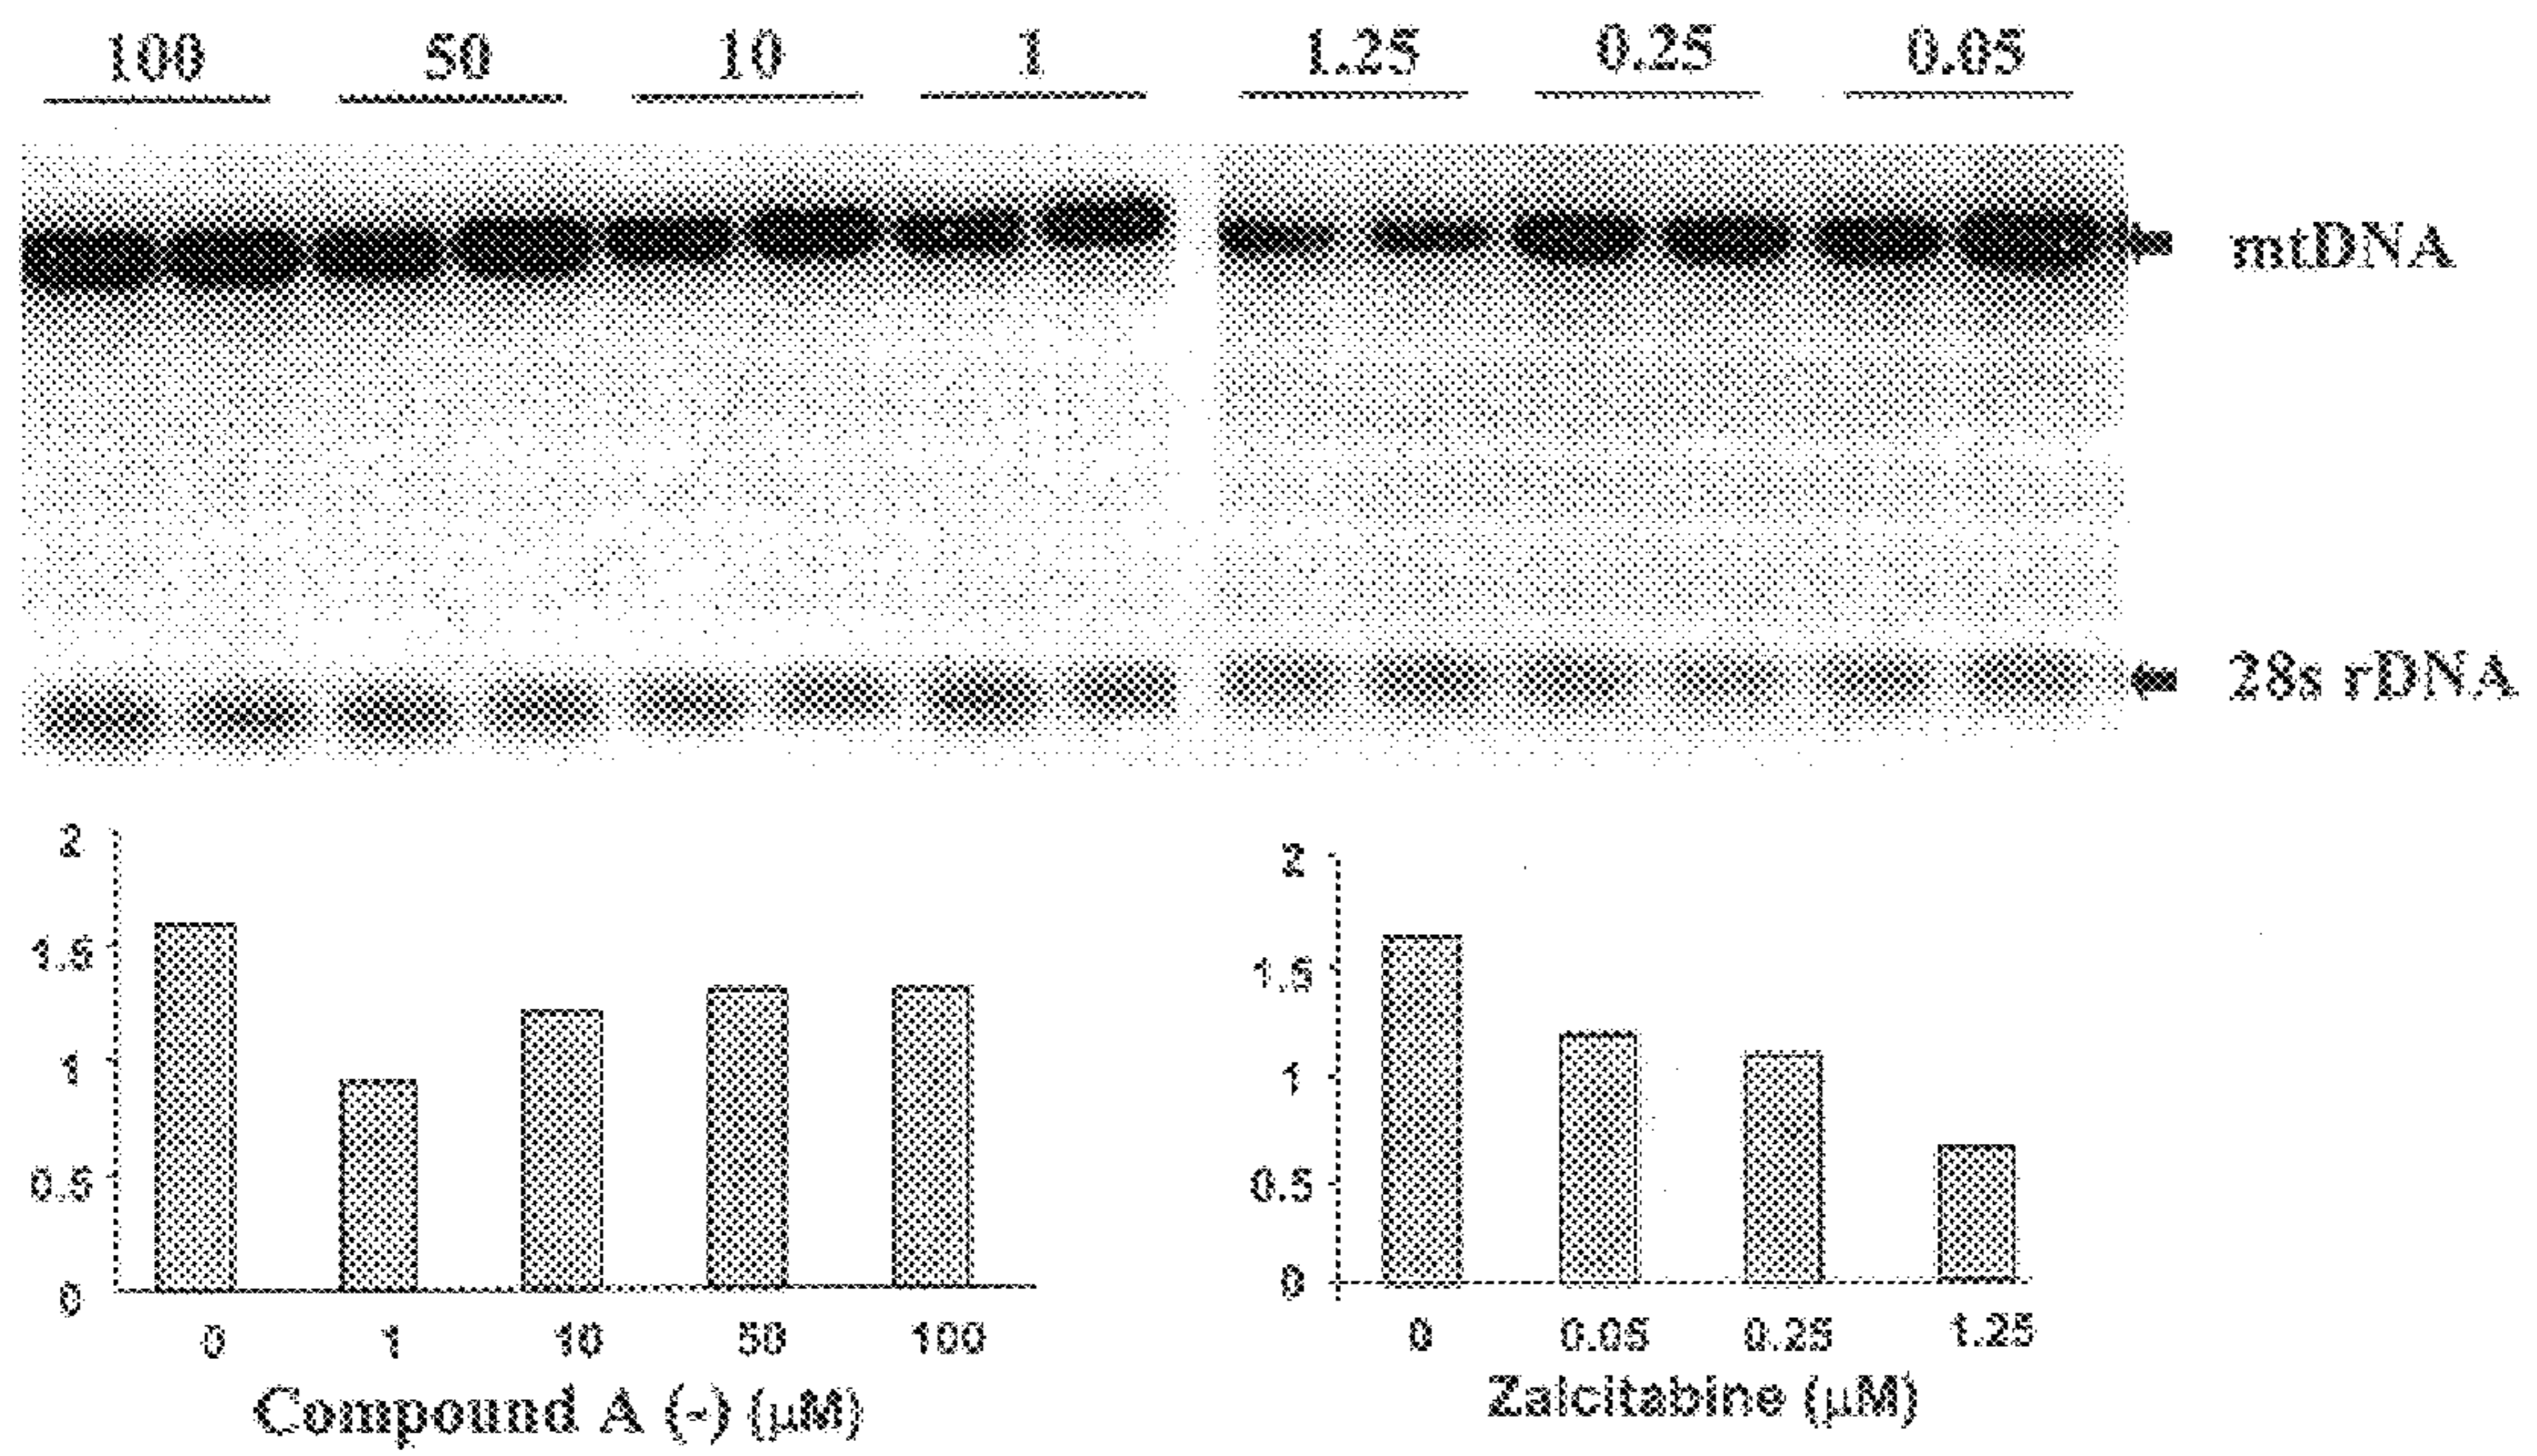 100 50 10 1 1.25 0.25 0.05
mtDNA
28s rDNA
2
1.5
1
0.5
0
0 1 10 50 100
Compound A (-) (μM)
2
1.5
1
0.5
0
0 0.05 0.25 1.25
Zalcitabine (μM)